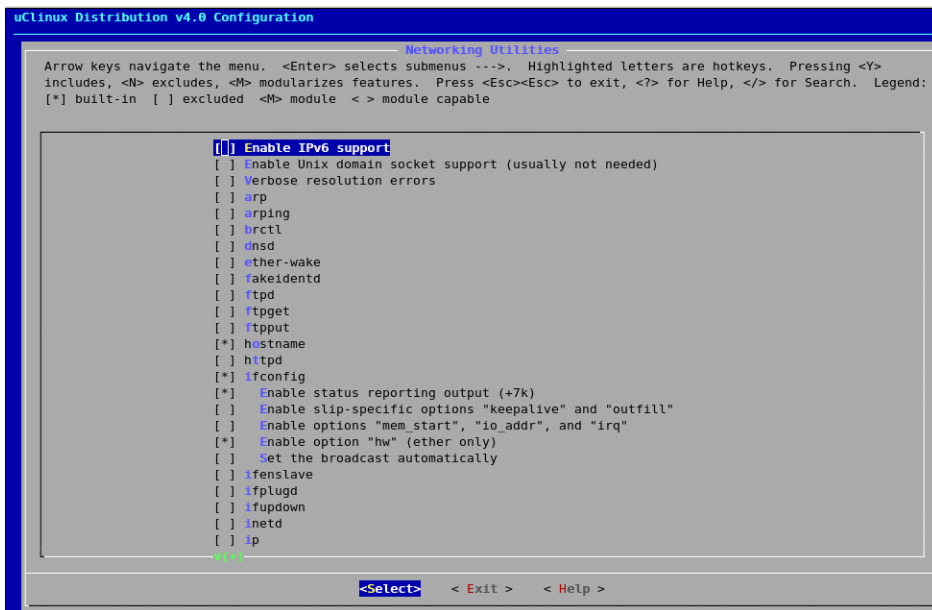 uClinux Distribution v4.0 Configuration
Networking Utilities
Arrow keys navigate the menu.  <Enter> selects submenus --->.  Highlighted letters are hotkeys.  Pressing <Y>
includes, <N> excludes, <M> modularizes features.  Press <Esc><Esc> to exit, <?> for Help, </> for Search.  Legend:
[*] built-in  [ ] excluded  <M> module  < > module capable
[ ] Enable IPv6 support
[ ] Enable Unix domain socket support (usually not needed)
[ ] Verbose resolution errors
[ ] arp
[ ] arping
[ ] brctl
[ ] dnsd
[ ] ether-wake
[ ] fakeidentd
[ ] ftpd
[ ] ftpget
[ ] ftpput
[*] hostname
[ ] httpd
[*] ifconfig
[*]   Enable status reporting output (+7k)
[ ]   Enable slip-specific options "keepalive" and "outfill"
[ ]   Enable options "mem_start", "io_addr", and "irq"
[*]   Enable option "hw" (ether only)
[ ]   Set the broadcast automatically
[ ] ifenslave
[ ] ifplugd
[ ] ifupdown
[ ] inetd
[ ] ip
v(+)
<Select>    < Exit >    < Help >